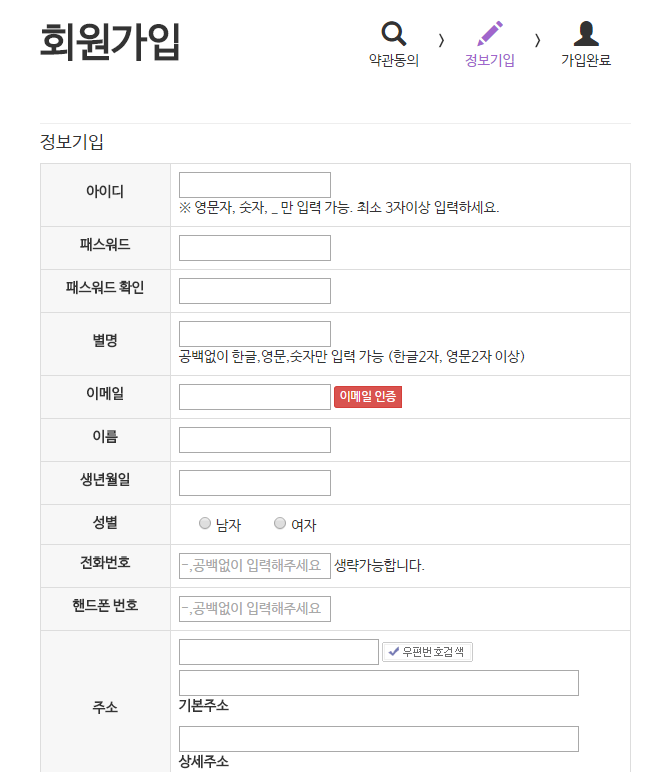 회원가입
약관동의 〉 정보기입 〉 가입완료
정보기입
아이디
※ 영문자, 숫자, _ 만 입력 가능. 최소 3자이상 입력하세요.
패스워드
패스워드 확인
별명
공백없이 한글,영문,숫자만 입력 가능 (한글2자, 영문2자 이상)
이메일 이메일 인증
이름
생년월일
성별 남자 여자
전화번호 -,공백없이 입력해주세요 생략가능합니다.
핸드폰 번호 -,공백없이 입력해주세요
우편번호검색
주소
기본주소
상세주소